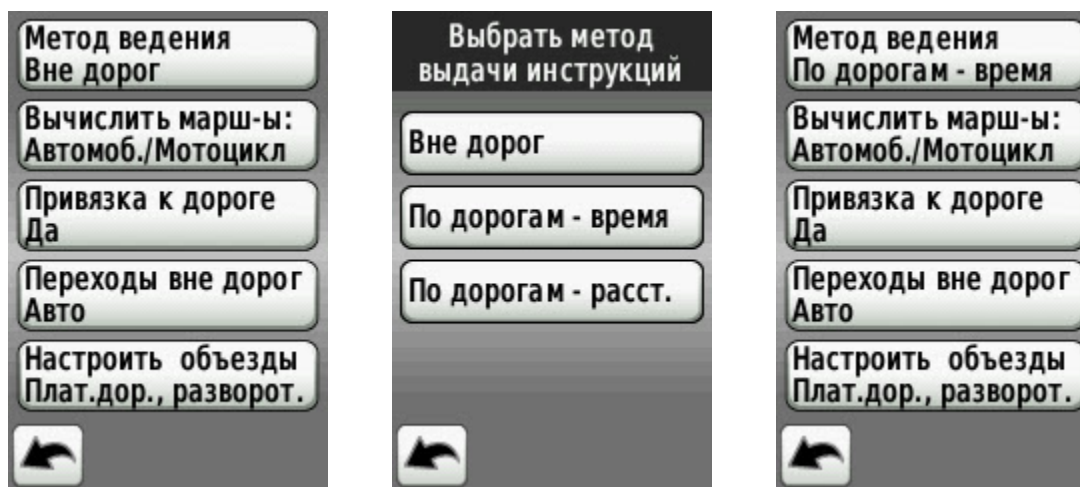 Метод ведения
Вне дорог
Вычислить марш-ы:
Автомоб./Мотоцикл
Привязка к дороге
Да
Переходы вне дорог
Авто
Настроить объезды
Плат.дор., разворот.
Выбрать метод
выдачи инструкций
Вне дорог
По дорогам - время
По дорогам - расст.
Метод ведения
По дорогам - время
Вычислить марш-ы:
Автомоб./Мотоцикл
Привязка к дороге
Да
Переходы вне дорог
Авто
Настроить объезды
Плат.дор., разворот.